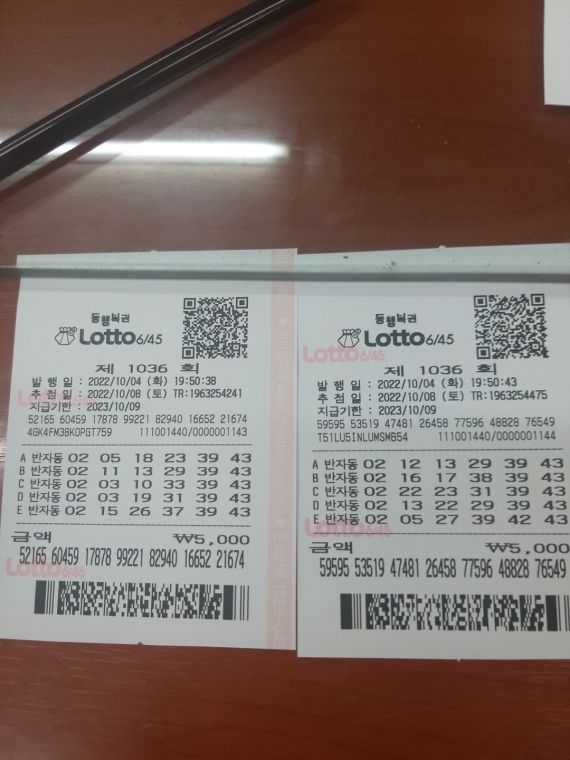 동행복권
Lotto6/45
제 1036 회
발 행 일 : 2022/10/04 (화) 19:50:38
추 첨 일 : 2022/10/08 (토) TR:1963254241
지급기한 : 2023/10/09
52165 60459 17878 99221 82940 16652 21674
4GK4FM3BKOPGT759 111001440/0000001143
A 반자동 02 05 18 23 39 43
B 반자동 02 11 13 29 39 43
C 반자동 02 03 10 33 39 43
D 반자동 02 03 19 31 39 43
E 반자동 02 15 26 37 39 43
금액 ₩5,000
52165 60459 17878 99221 82940 16652 21674
Lotto6/45
동행복권
Lotto6/45
Lotto6/45
제 1036 회
발 행 일 : 2022/10/04 (화) 19:50:43
추 첨 일 : 2022/10/08 (토) TR:1963254475
지급기한 : 2023/10/09
59595 53519 47481 26458 77596 48828 76549
T51LU5INLUMSMB54 111001440/000000
A 반자동 02 12 13 29 39 43
B 반자동 02 16 17 38 39 43
C 반자동 02 22 23 31 39 43
D 반자동 02 13 22 29 39 43
E 반자동 02 05 27 39 42 43
Lotto6/45
금액 ₩5,000
59595 53519 47481 26458 77596 48828 76549